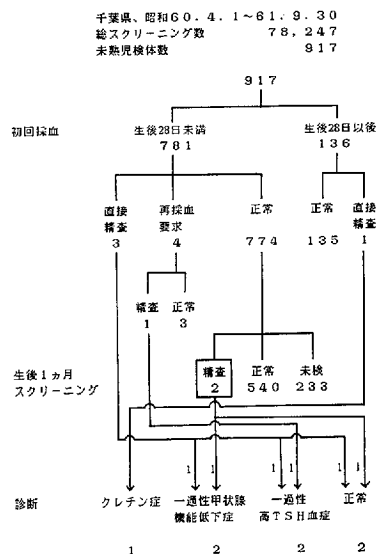 千葉県、昭和60.4.1~61.9.30
総スクリーニング数 78,247
未熟児検体数 917
917
初回採血 生後28日未満 生後28日以後
781 136
直接 再採血 正常 正常 直接
精査 要求 精査
3 4 774 135 1
精査 正常
1 3
生後1ヵ月 精査 正常 未検
スクリーニング 2 540 233
1 1 1 1 1 1
診断 クレチン症 一過性甲状腺 一過性 正常
機能低下症 高TSH血症
1 2 2 2